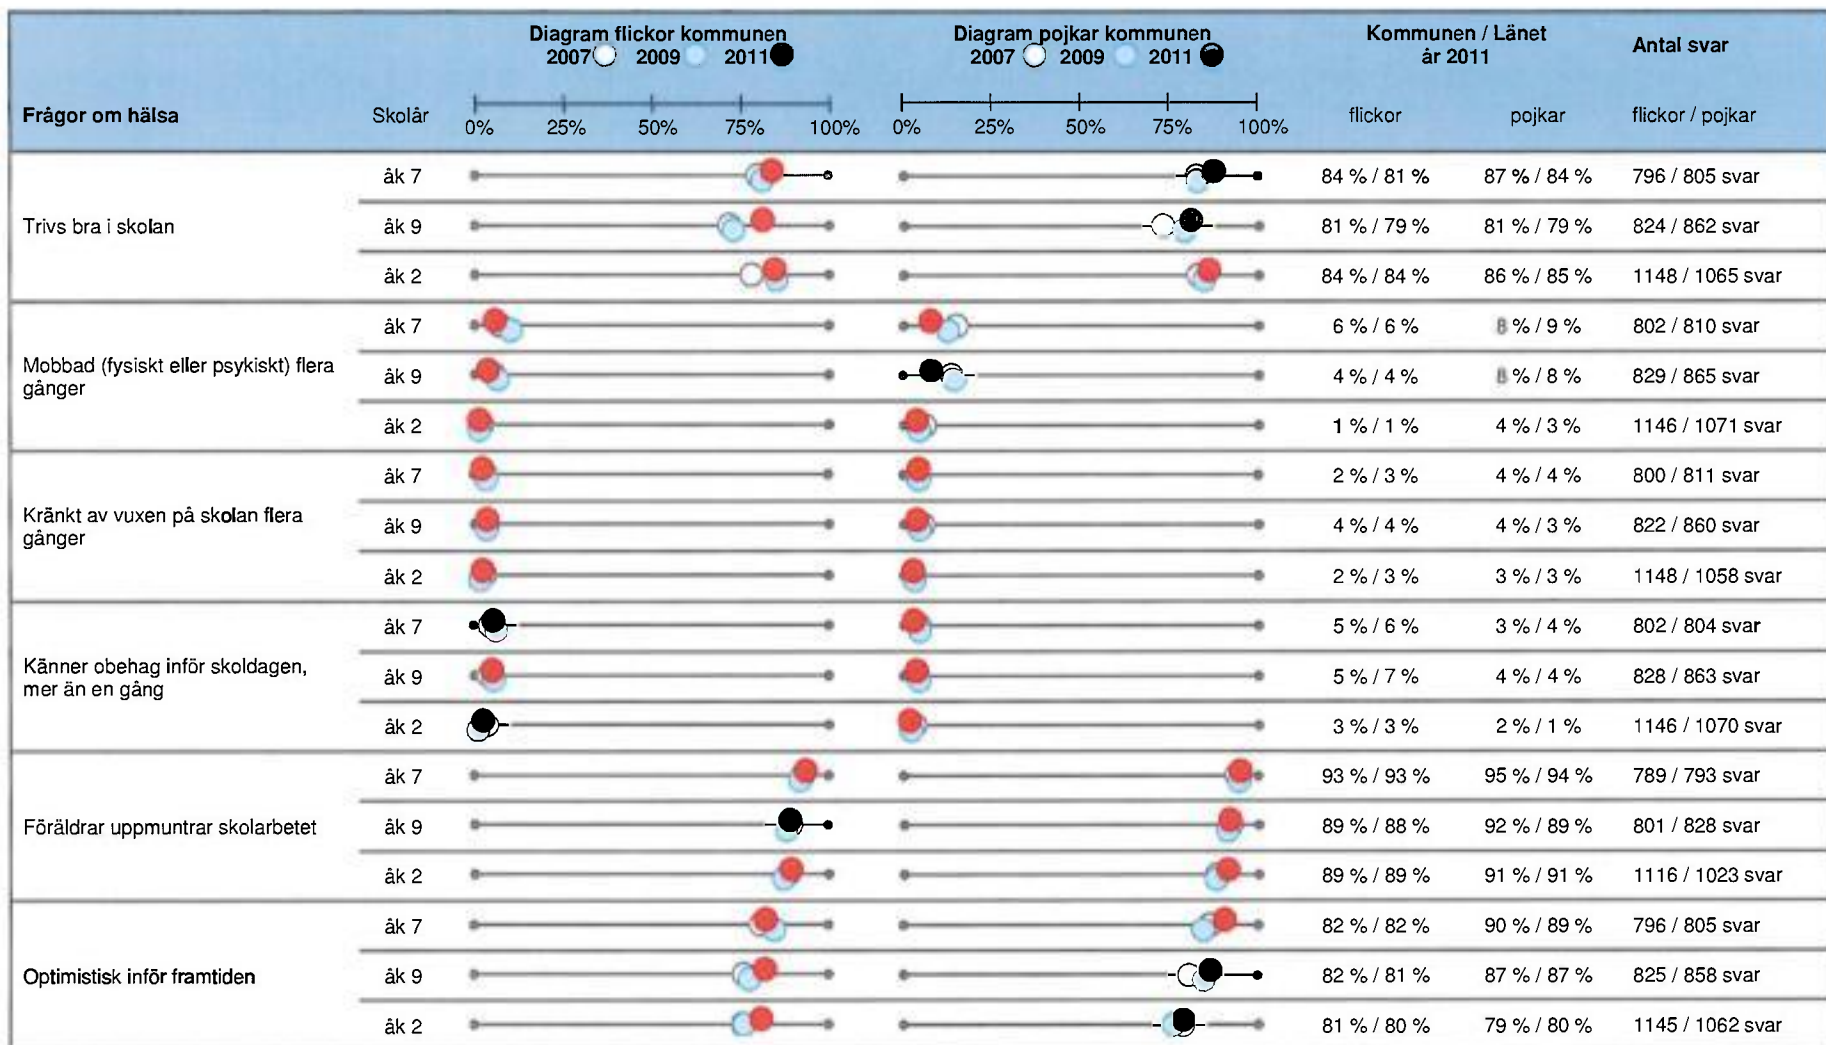 Diagram flickor kommunen
2007 2009 2011
Diagram pojkar kommunen
2007 2009 2011
Kommunen / Länet
år 2011
Antal svar
Frågor om hälsa Skolår 0% 25% 50% 75% 100% 0% 25% 50% 75% 100% flickor pojkar flickor / pojkar
åk 7 84 % / 81 % 87 % / 84 % 796 / 805 svar
Trivs bra i skolan åk 9 81 % / 79 % 81 % / 79 % 824 / 862 svar
åk 2 84 % / 84 % 86 % / 85 % 1148 / 1065 svar
åk 7 6 % / 6 % 8 % / 9 % 802 / 810 svar
Mobbad (fysiskt eller psykiskt) flera
gånger
åk 9 4 % / 4 % 8 % / 8 % 829 / 865 svar
åk 2 1 % / 1 % 4 % / 3 % 1146 / 1071 svar
åk 7 2 % / 3 % 4 % / 4 % 800 / 811 svar
Kränkt av vuxen på skolan flera
gånger
åk 9 4 % / 4 % 4 % / 3 % 822 / 860 svar
åk 2 2 % / 3 % 3 % / 3 % 1148 / 1058 svar
åk 7 5 % / 6 % 3 % / 4 % 802 / 804 svar
Känner obehag inför skoldagen,
mer än en gång
åk 9 5 % / 7 % 4 % / 4 % 828 / 863 svar
åk 2 3 % / 3 % 2 % / 1 % 1146 / 1070 svar
åk 7 93 % / 93 % 95 % / 94 % 789 / 793 svar
Föräldrar uppmuntrar skolarbetet åk 9 89 % / 88 % 92 % / 89 % 801 / 828 svar
åk 2 89 % / 89 % 91 % / 91 % 1116 / 1023 svar
åk 7 82 % / 82 % 90 % / 89 % 796 / 805 svar
Optimistisk inför framtiden åk 9 82 % / 81 % 87 % / 87 % 825 / 858 svar
åk 2 81 % / 80 % 79 % / 80 % 1145 / 1062 svar